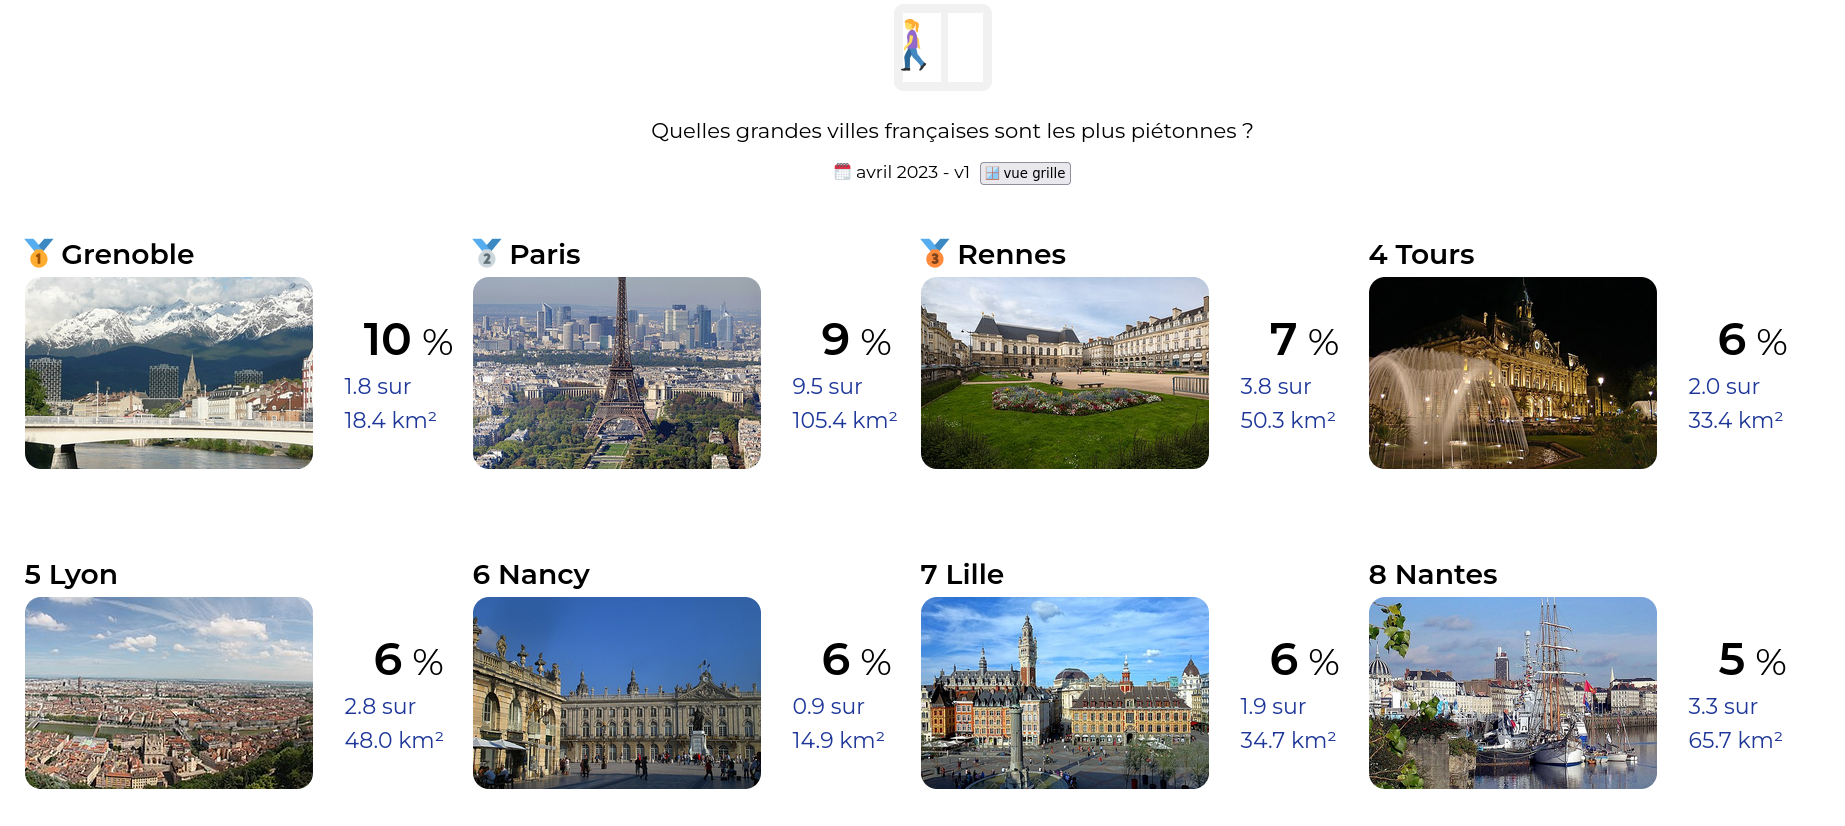 Quelles grandes villes françaises sont les plus piétonnes ?
avril 2023 - v1 vue grille
1 Grenoble
10 %
1.8 sur
18.4 km²
2 Paris
9 %
9.5 sur
105.4 km²
3 Rennes
7 %
3.8 sur
50.3 km²
4 Tours
6 %
2.0 sur
33.4 km²
5 Lyon
6 %
2.8 sur
48.0 km²
6 Nancy
6 %
0.9 sur
14.9 km²
7 Lille
6 %
1.9 sur
34.7 km²
8 Nantes
5 %
3.3 sur
65.7 km²